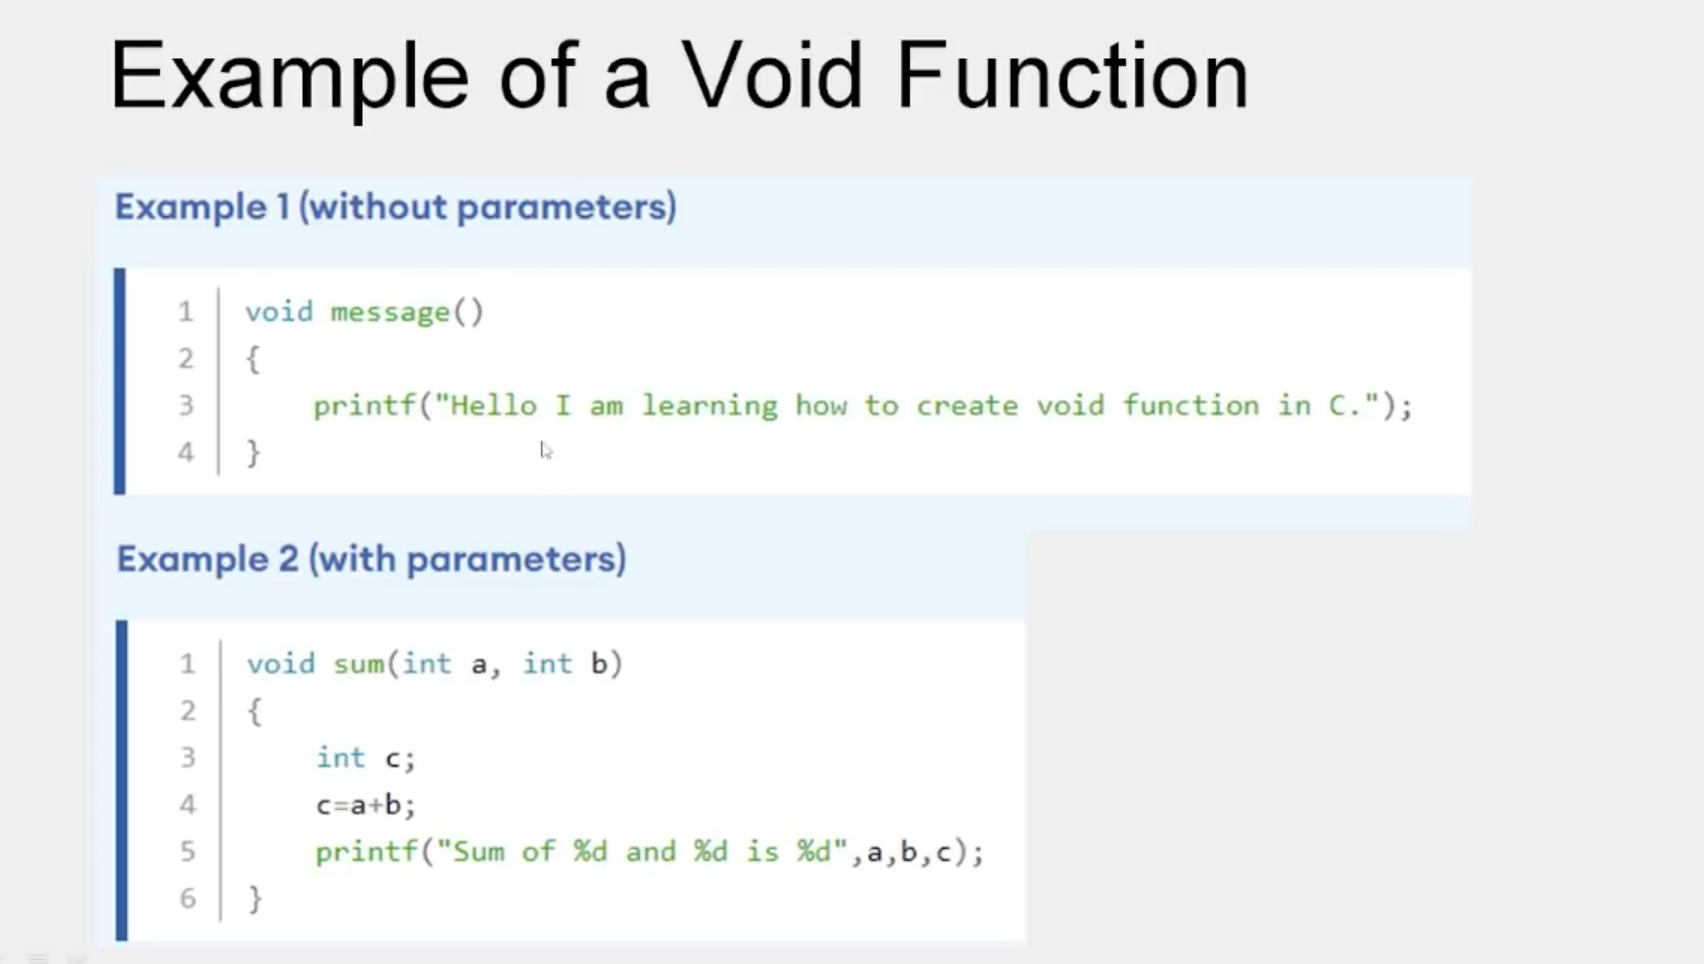 Example of a Void Function
Example 1 (without parameters)
1 void message()
2 {
3 printf("Hello I am learning how to create void function in C.");
4 }
Example 2 (with parameters)
1 void sum(int a, int b)
2 {
3 int c;
4 c=a+b;
5 printf("Sum of %d and %d is %d",a,b,c);
6 }